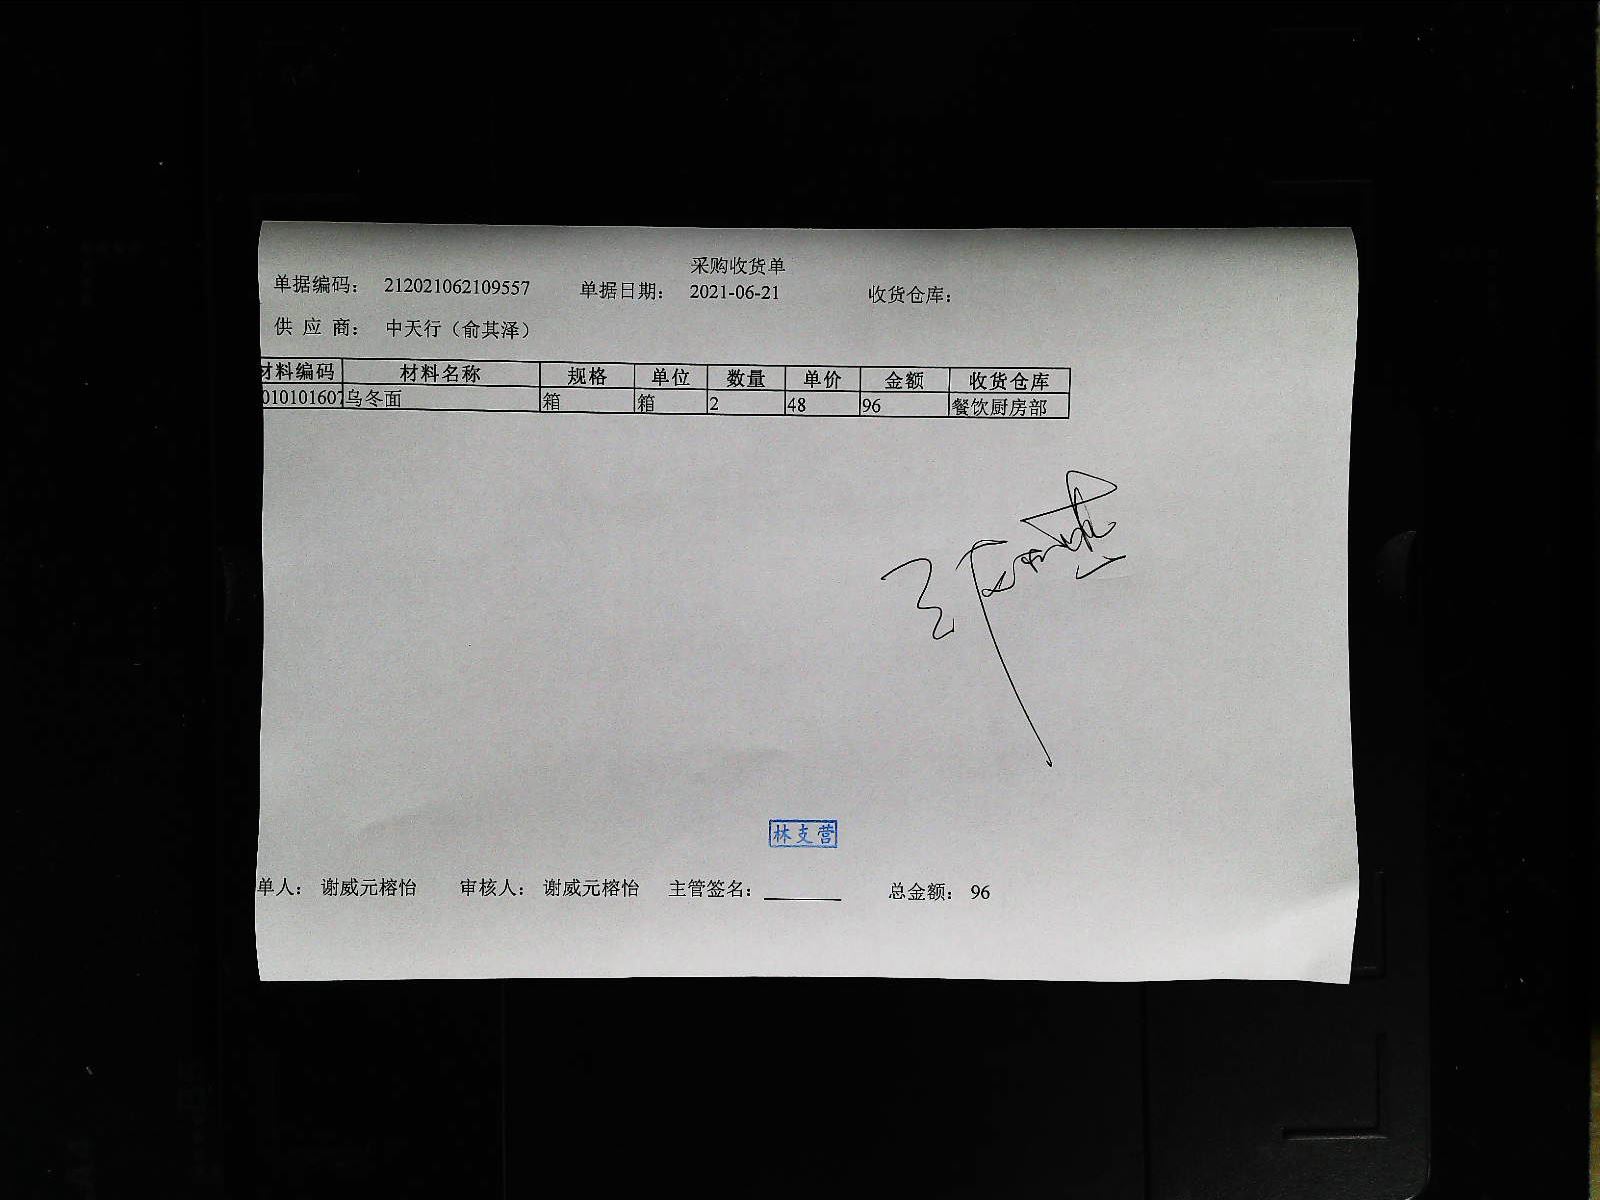 采购收货单
单据编码： 212021062109557 单据日期： 2021-06-21 收货仓库：
供 应 商： 中天行（俞其泽）
材料编码 材料名称 规格 单位 数量 单价 金额 收货仓库
010101607 乌冬面 箱 箱 2 48 96 餐饮厨房部
林支营
单人： 谢威元榕怡 审核人： 谢威元榕怡 主管签名： 总金额： 96